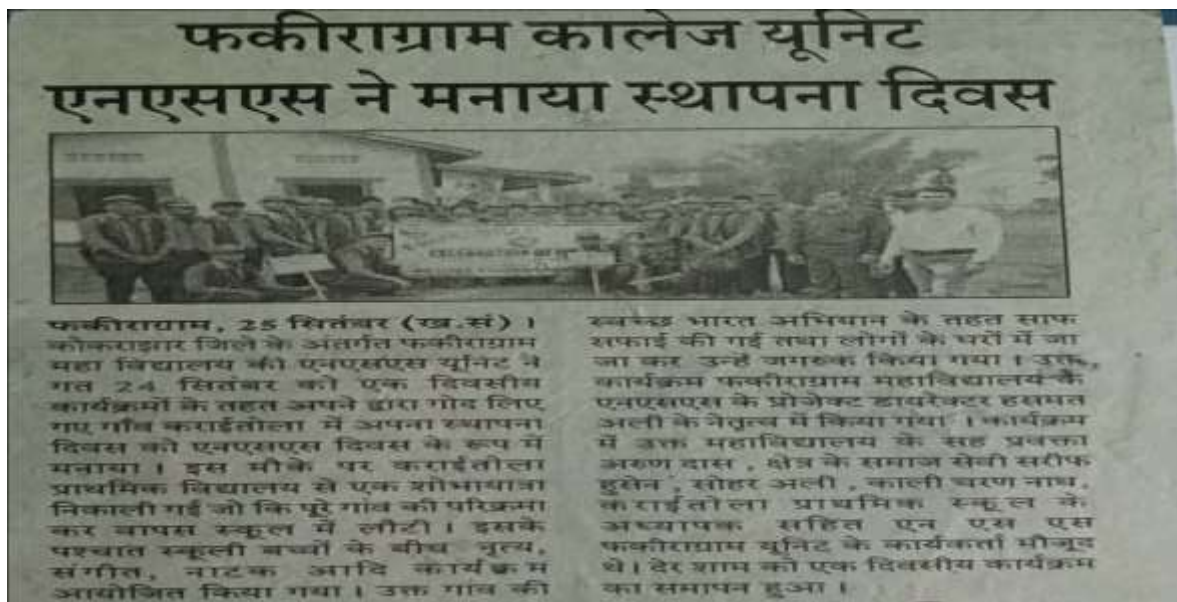 फकीराग्राम कालेज यूनिट
एनएसएस ने मनाया स्थापना दिवस
CELEBRATION OF
फकीराग्राम, 25 सितंबर (ख.सं) ।
कोकराझार जिले के अंतर्गत फकीराग्राम
महा विद्यालय की एनएसएस यूनिट ने
गत 24 सितंबर को एक दिवसीय
कार्यक्रमों के तहत अपने द्वारा गोद लिए
गए गाँव कराईतोला में अपना स्थापना
दिवस को एनएसएस दिवस के रूप में
मनाया । इस मौके पर कराईतोला
प्राथमिक विद्यालय से एक शोभायात्रा
निकाली गई जो कि पूरे गांव की परिक्रमा
कर वापस स्कूल में लौटी । इसके
पश्चात स्कूली बच्चों के बीच नृत्य,
संगीत, नाटक आदि कार्यक्रम
आयोजित किया गया । उक्त गांव की
स्वच्छ भारत अभियान के तहत साफ
सफाई की गई तथा लोगों के घरों में जा
जा कर उन्हें जागरुक किया गया । उक्त
कार्यक्रम फकीराग्राम महाविद्यालय के
एनएसएस के प्रोजेक्ट डायरेक्टर हसमत
अली के नेतृत्व में किया गया । कार्यक्रम
में उक्त महाविद्यालय के सह प्रवक्ता
अरुण दास , क्षेत्र के समाज सेवी सरीफ
हुसेन , सोहर अली , काली चरण नाथ,
कराईतोला प्राथमिक स्कूल के
अध्यापक सहित एन एस एस
फकीराग्राम यूनिट के कार्यकर्ता मौजूद
थे । देर शाम को एक दिवसीय कार्यक्रम
का समापन हुआ ।